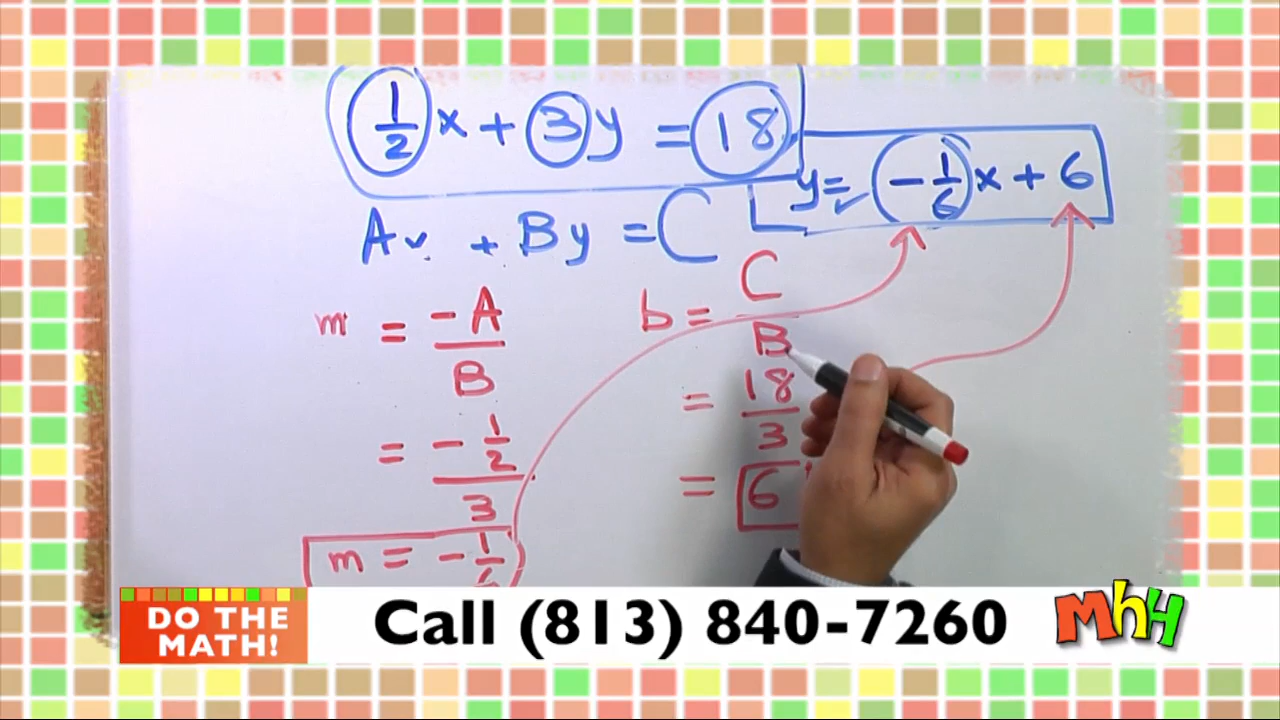 1/2 x + 3 y = 18
y = -1/6 x + 6
Ax + By = C
m = -A/B
b = C/B
= -1/2 / 3
= 18/3
= 6
m = -1/6
DO THE MATH!
Call (813) 840-7260
Mh4